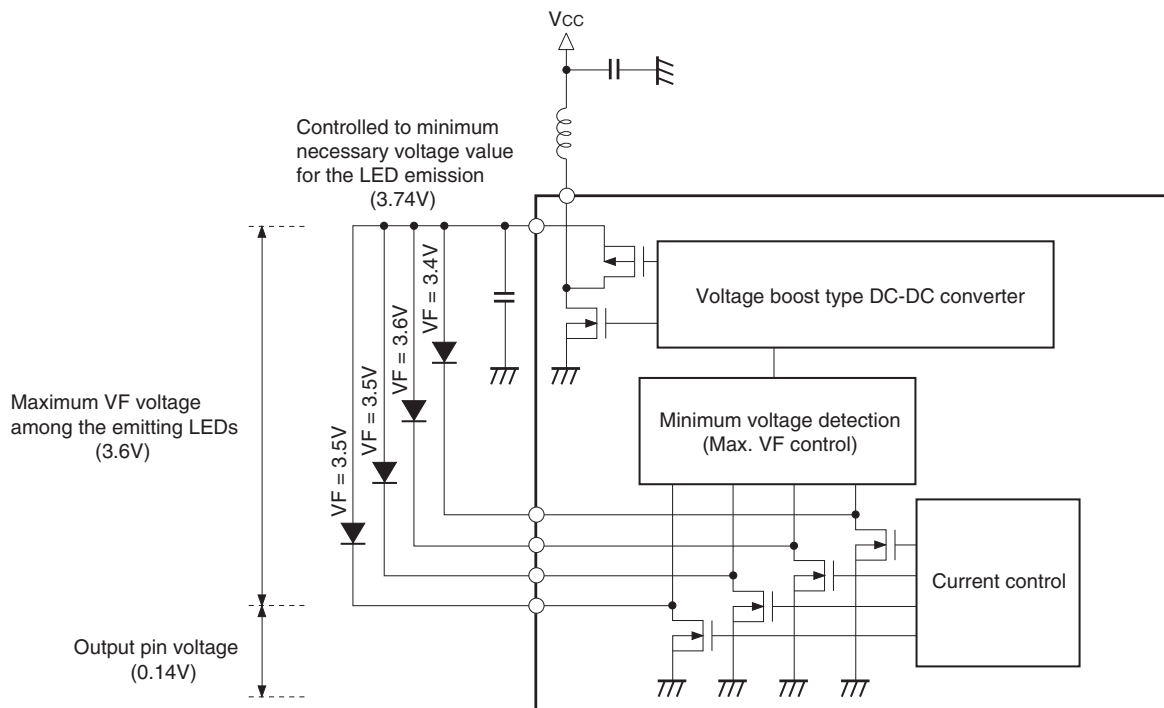 VCC
Controlled to minimum
necessary voltage value
for the LED emission
(3.74V)
VF = 3.5V
VF = 3.5V
VF = 3.6V
VF = 3.4V
Voltage boost type DC-DC converter
Maximum VF voltage
among the emitting LEDs
(3.6V)
Minimum voltage detection
(Max. VF control)
Current control
Output pin voltage
(0.14V)